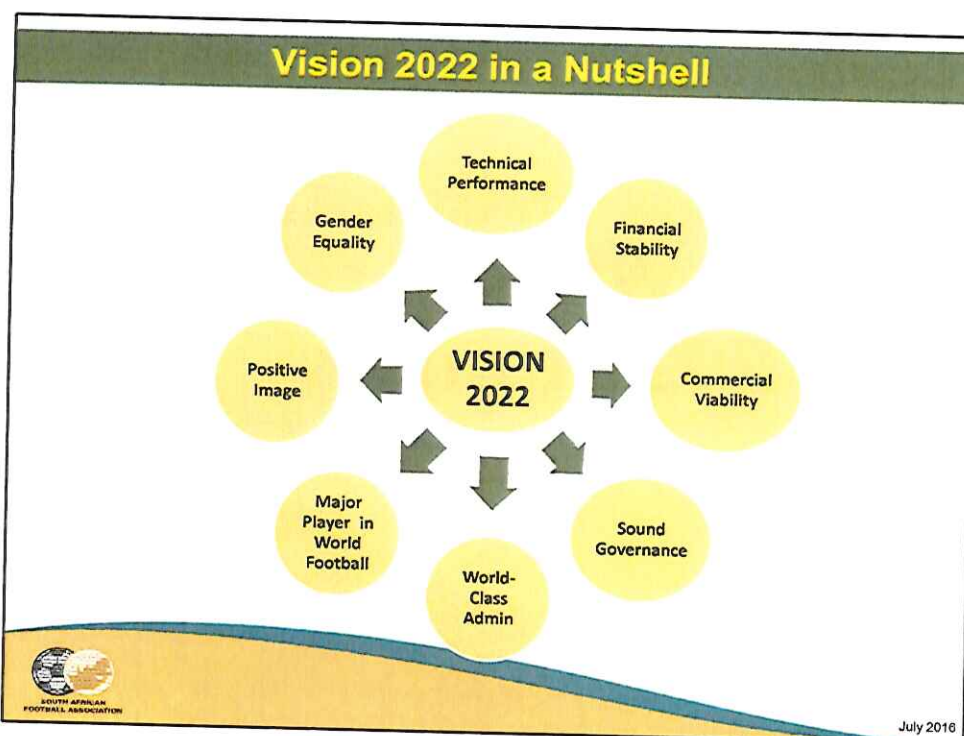 Vision 2022 in a Nutshell
Technical
Performance
Gender
Equality
Financial
Stability
Positive
Image
VISION
2022
Commercial
Viability
Major
Player in
World
Football
Sound
Governance
World-
Class
Admin
SOUTH AFRICAN
FOOTBALL ASSOCIATION
July 2016